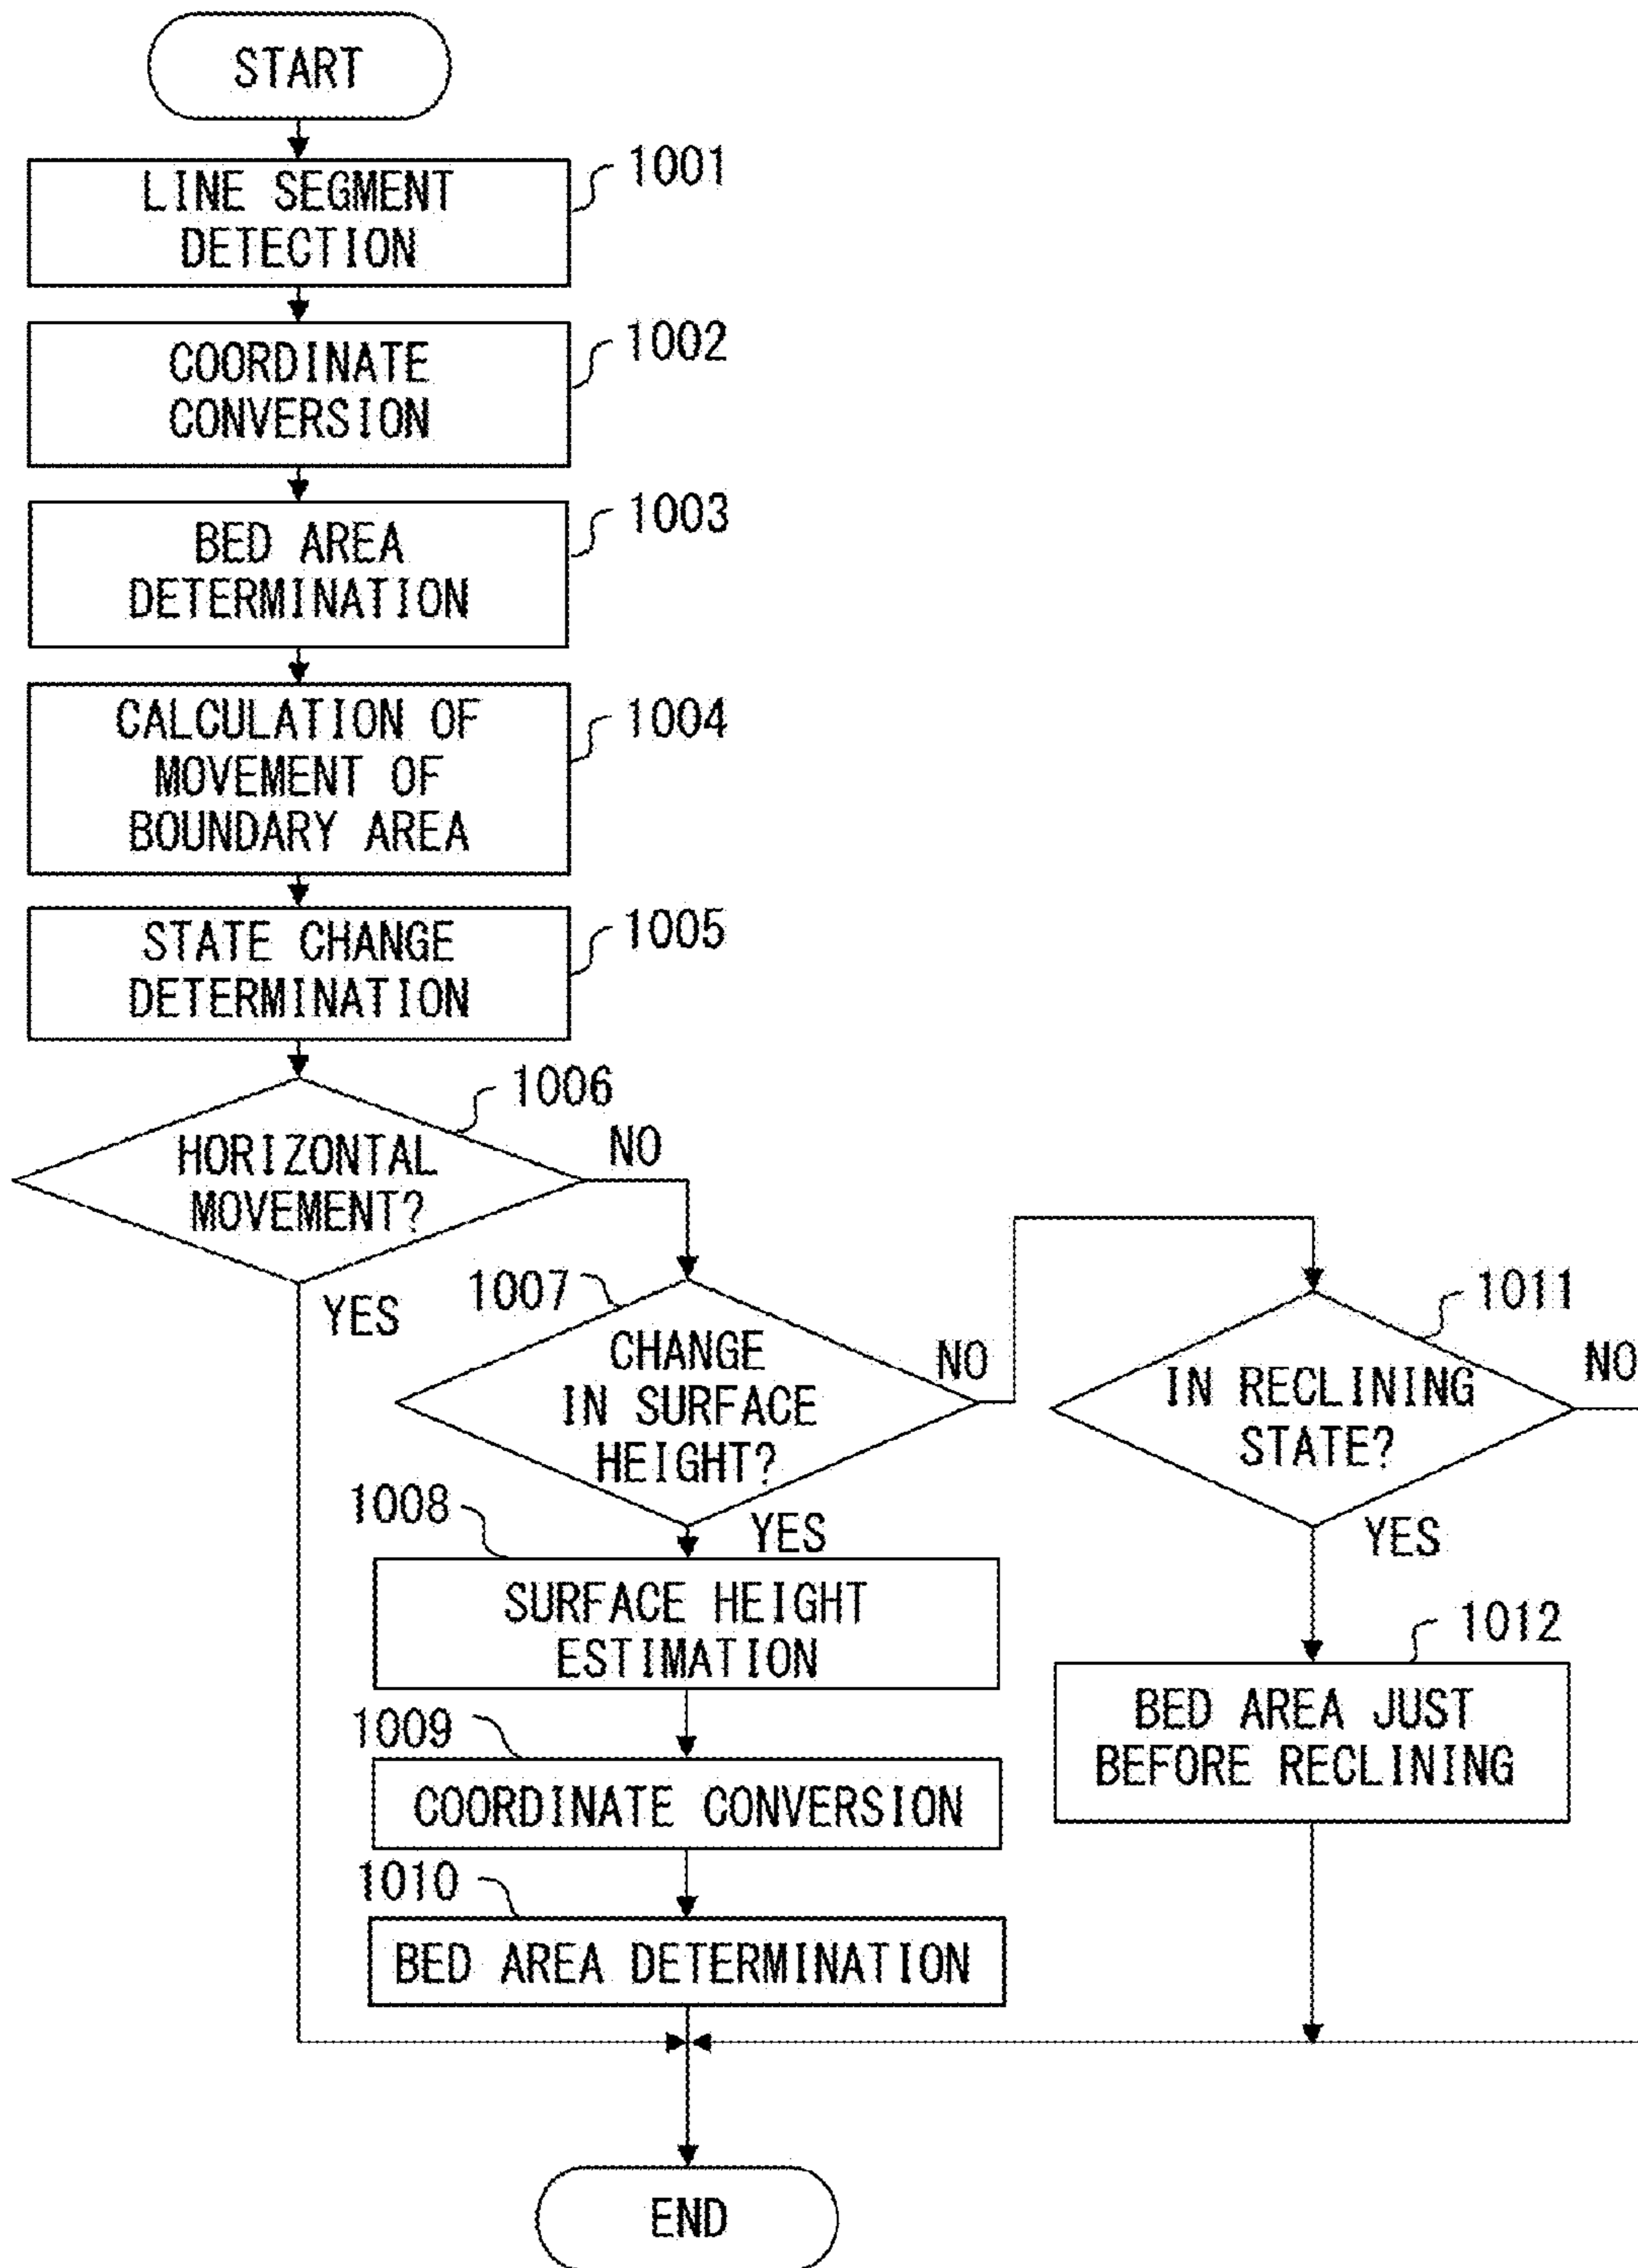 START
1001
LINE SEGMENT
DETECTION
1002
COORDINATE
CONVERSION
1003
BED AREA
DETERMINATION
1004
CALCULATION OF
MOVEMENT OF
BOUNDARY AREA
1005
STATE CHANGE
DETERMINATION
1006
HORIZONTAL
MOVEMENT?
NO
YES
1007
CHANGE
IN SURFACE
HEIGHT?
NO
YES
1008
SURFACE HEIGHT
ESTIMATION
1009
COORDINATE CONVERSION
1010
BED AREA DETERMINATION
1011
IN RECLINING
STATE?
NO
YES
1012
BED AREA JUST
BEFORE RECLINING
END